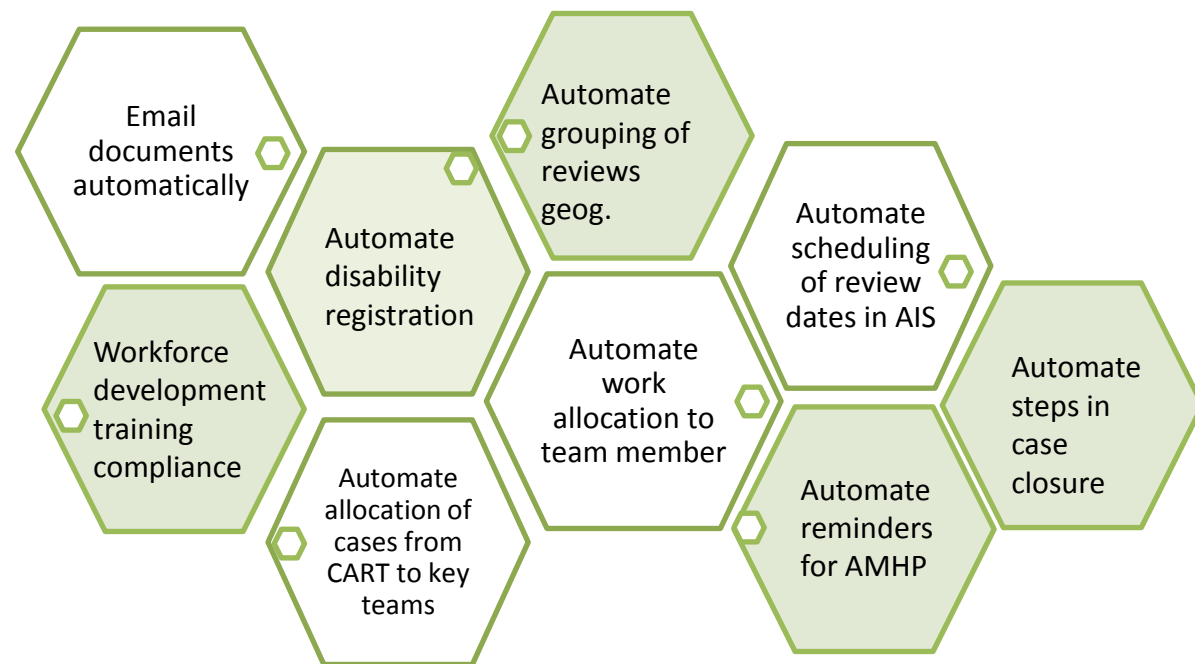 Email
documents
automatically
Automate
disability
registration
Automate
grouping of
reviews
geog.
Automate
scheduling
of review
dates in AIS
Workforce
development
training
compliance
Automate
allocation of
cases from
CART to key
teams
Automate
work
allocation to
team member
Automate
reminders
for AMHP
Automate
steps in
case
closure